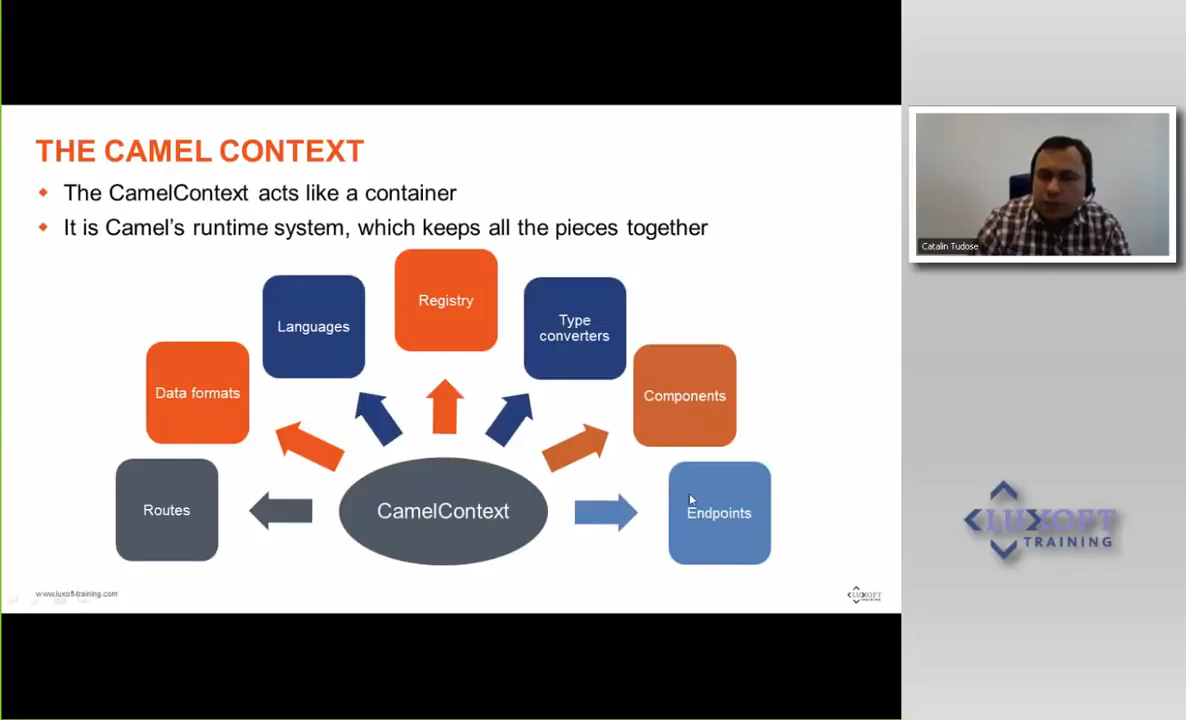 THE CAMEL CONTEXT
The CamelContext acts like a container
It is Camel's runtime system, which keeps all the pieces together
Registry
Languages
Type
converters
Data formats
Components
Routes
CamelContext
Endpoints
www.luxoft-training.com
LUXOFT
Catalin Tudose
LUXOFT
TRAINING